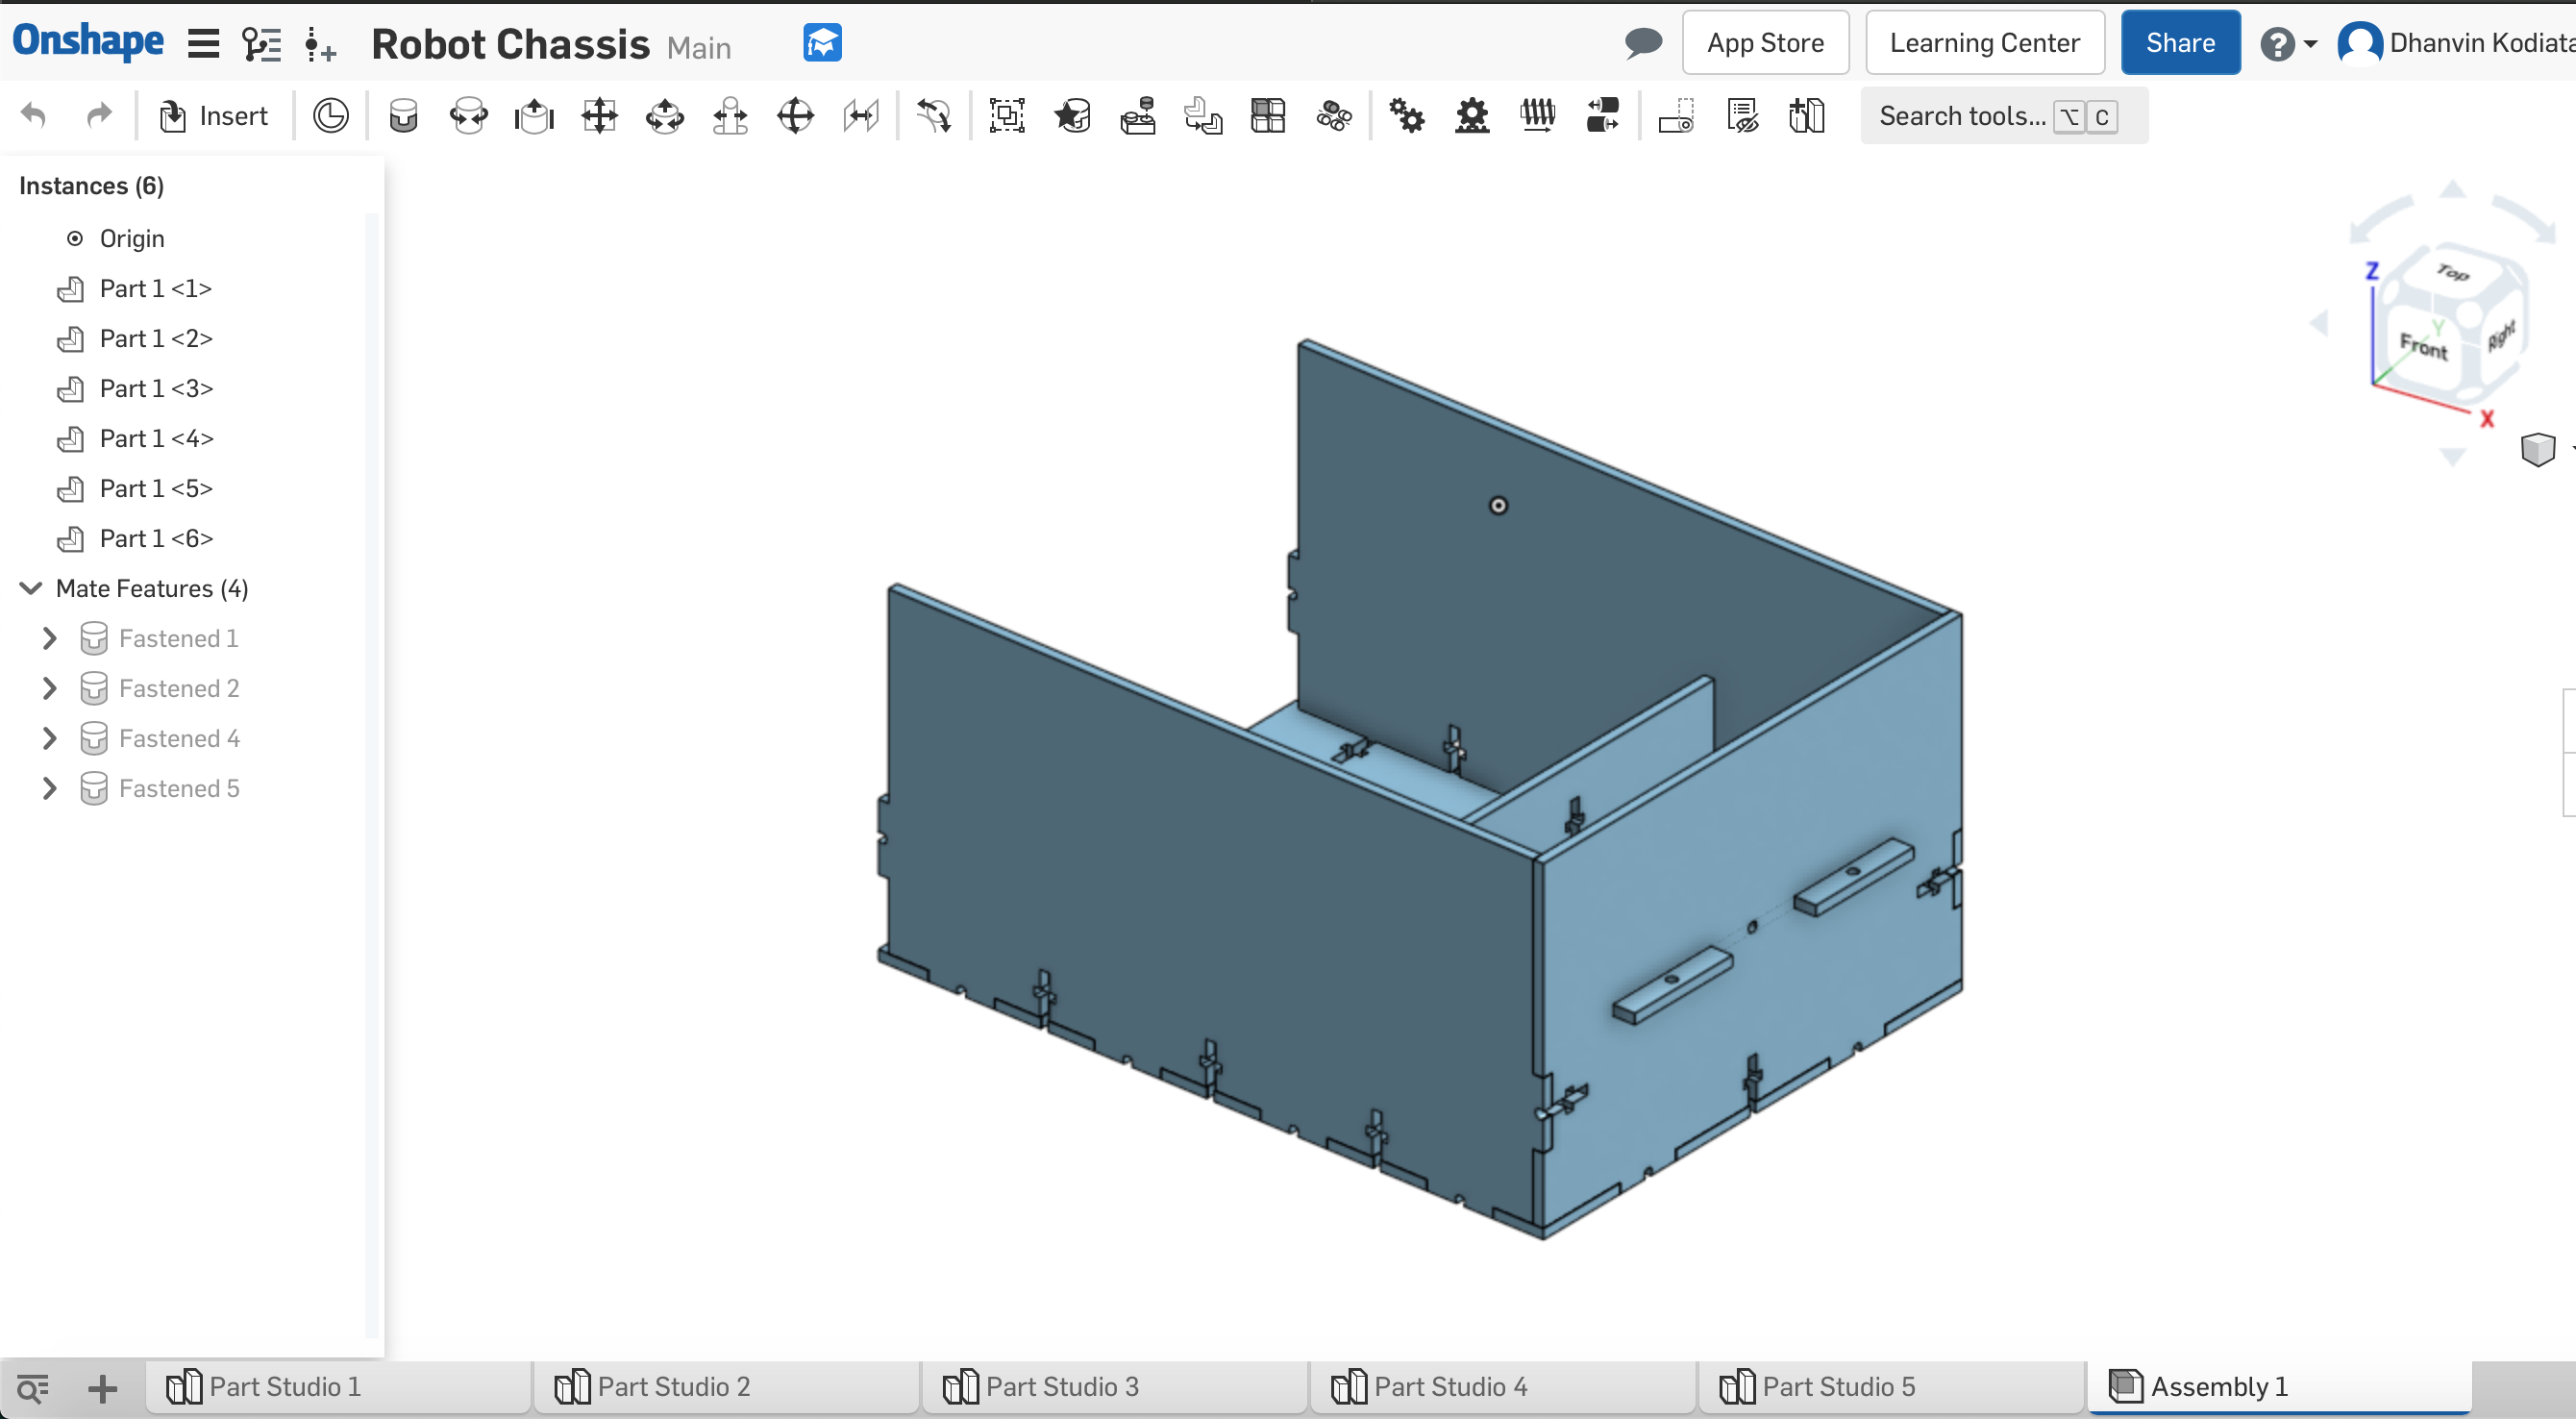 Onshape Robot Chassis Main App Store Learning Center Share Dhanvin Kodiata
Insert Search tools... ⌥ C
Instances (6)
Origin
Part 1 <1>
Part 1 <2>
Part 1 <3>
Part 1 <4>
Part 1 <5>
Part 1 <6>
Mate Features (4)
Fastened 1
Fastened 2
Fastened 4
Fastened 5
Top
Z
Y
Front
Right
X
Part Studio 1 Part Studio 2 Part Studio 3 Part Studio 4 Part Studio 5 Assembly 1